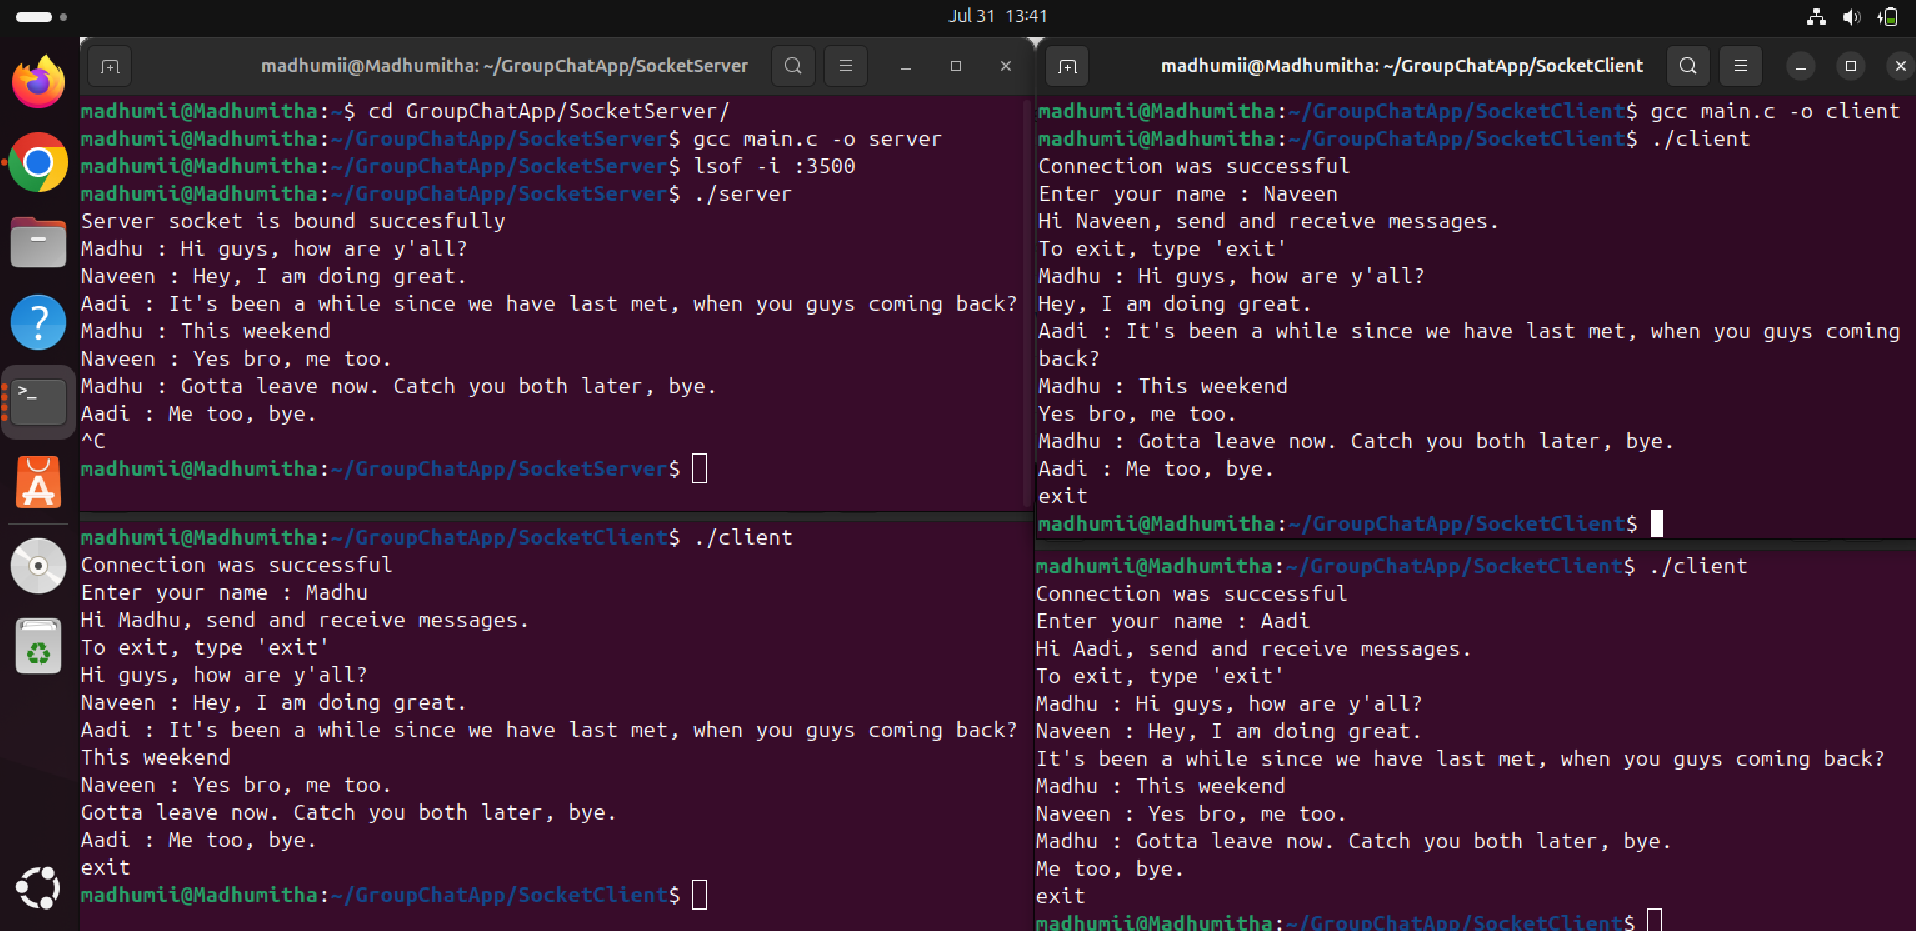 Jul 31 13:41
madhumii@Madhumitha: ~/GroupChatApp/SocketServer
madhumii@Madhumitha:~$ cd GroupChatApp/SocketServer/
madhumii@Madhumitha:~/GroupChatApp/SocketServer$ gcc main.c -o server
madhumii@Madhumitha:~/GroupChatApp/SocketServer$ lsof -i :3500
madhumii@Madhumitha:~/GroupChatApp/SocketServer$ ./server
Server socket is bound succesfully
Madhu : Hi guys, how are y'all?
Naveen : Hey, I am doing great.
Aadi : It's been a while since we have last met, when you guys coming back?
Madhu : This weekend
Naveen : Yes bro, me too.
Madhu : Gotta leave now. Catch you both later, bye.
Aadi : Me too, bye.
^C
madhumii@Madhumitha:~/GroupChatApp/SocketServer$
madhumii@Madhumitha: ~/GroupChatApp/SocketClient
madhumii@Madhumitha:~/GroupChatApp/SocketClient$ gcc main.c -o client
madhumii@Madhumitha:~/GroupChatApp/SocketClient$ ./client
Connection was successful
Enter your name : Naveen
Hi Naveen, send and receive messages.
To exit, type 'exit'
Madhu : Hi guys, how are y'all?
Hey, I am doing great.
Aadi : It's been a while since we have last met, when you guys coming
back?
Madhu : This weekend
Yes bro, me too.
Madhu : Gotta leave now. Catch you both later, bye.
Aadi : Me too, bye.
exit
madhumii@Madhumitha:~/GroupChatApp/SocketClient$
madhumii@Madhumitha:~/GroupChatApp/SocketClient$ ./client
Connection was successful
Enter your name : Madhu
Hi Madhu, send and receive messages.
To exit, type 'exit'
Hi guys, how are y'all?
Naveen : Hey, I am doing great.
Aadi : It's been a while since we have last met, when you guys coming back?
This weekend
Naveen : Yes bro, me too.
Gotta leave now. Catch you both later, bye.
Aadi : Me too, bye.
exit
madhumii@Madhumitha:~/GroupChatApp/SocketClient$
madhumii@Madhumitha:~/GroupChatApp/SocketClient$ ./client
Connection was successful
Enter your name : Aadi
Hi Aadi, send and receive messages.
To exit, type 'exit'
Madhu : Hi guys, how are y'all?
Naveen : Hey, I am doing great.
It's been a while since we have last met, when you guys coming back?
Madhu : This weekend
Naveen : Yes bro, me too.
Madhu : Gotta leave now. Catch you both later, bye.
Me too, bye.
exit
madhumii@Madhumitha:~/GroupChatApp/SocketClient$